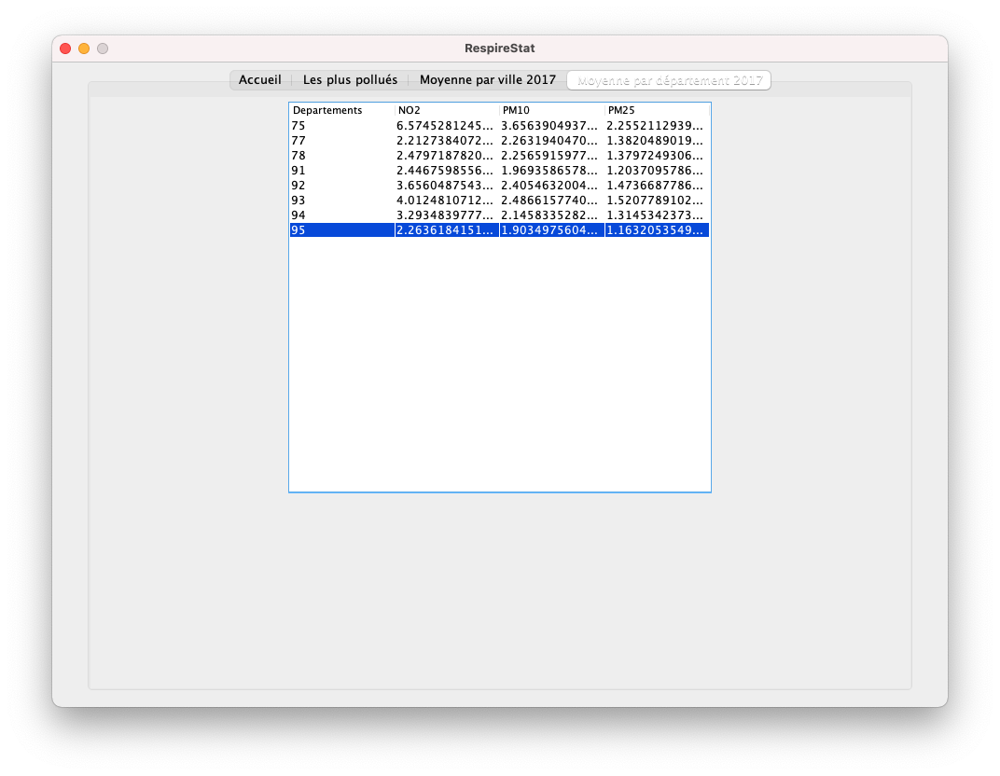 RespireStat
Accueil Les plus pollués Moyenne par ville 2017 Moyenne par département 2017
Departements NO2 PM10 PM25
75 6.5745281245... 3.6563904937... 2.2552112939...
77 2.2127384072... 2.2631940470... 1.3820489019...
78 2.4797187820... 2.2565915977... 1.3797249306...
91 2.4467598556... 1.9693586578... 1.2037095786...
92 3.6560487543... 2.4054632004... 1.4736687786...
93 4.0124810712... 2.4866157740... 1.5207789102...
94 3.2934839777... 2.1458335282... 1.3145342373...
95 2.2636184151... 1.9034975604... 1.1632053549...